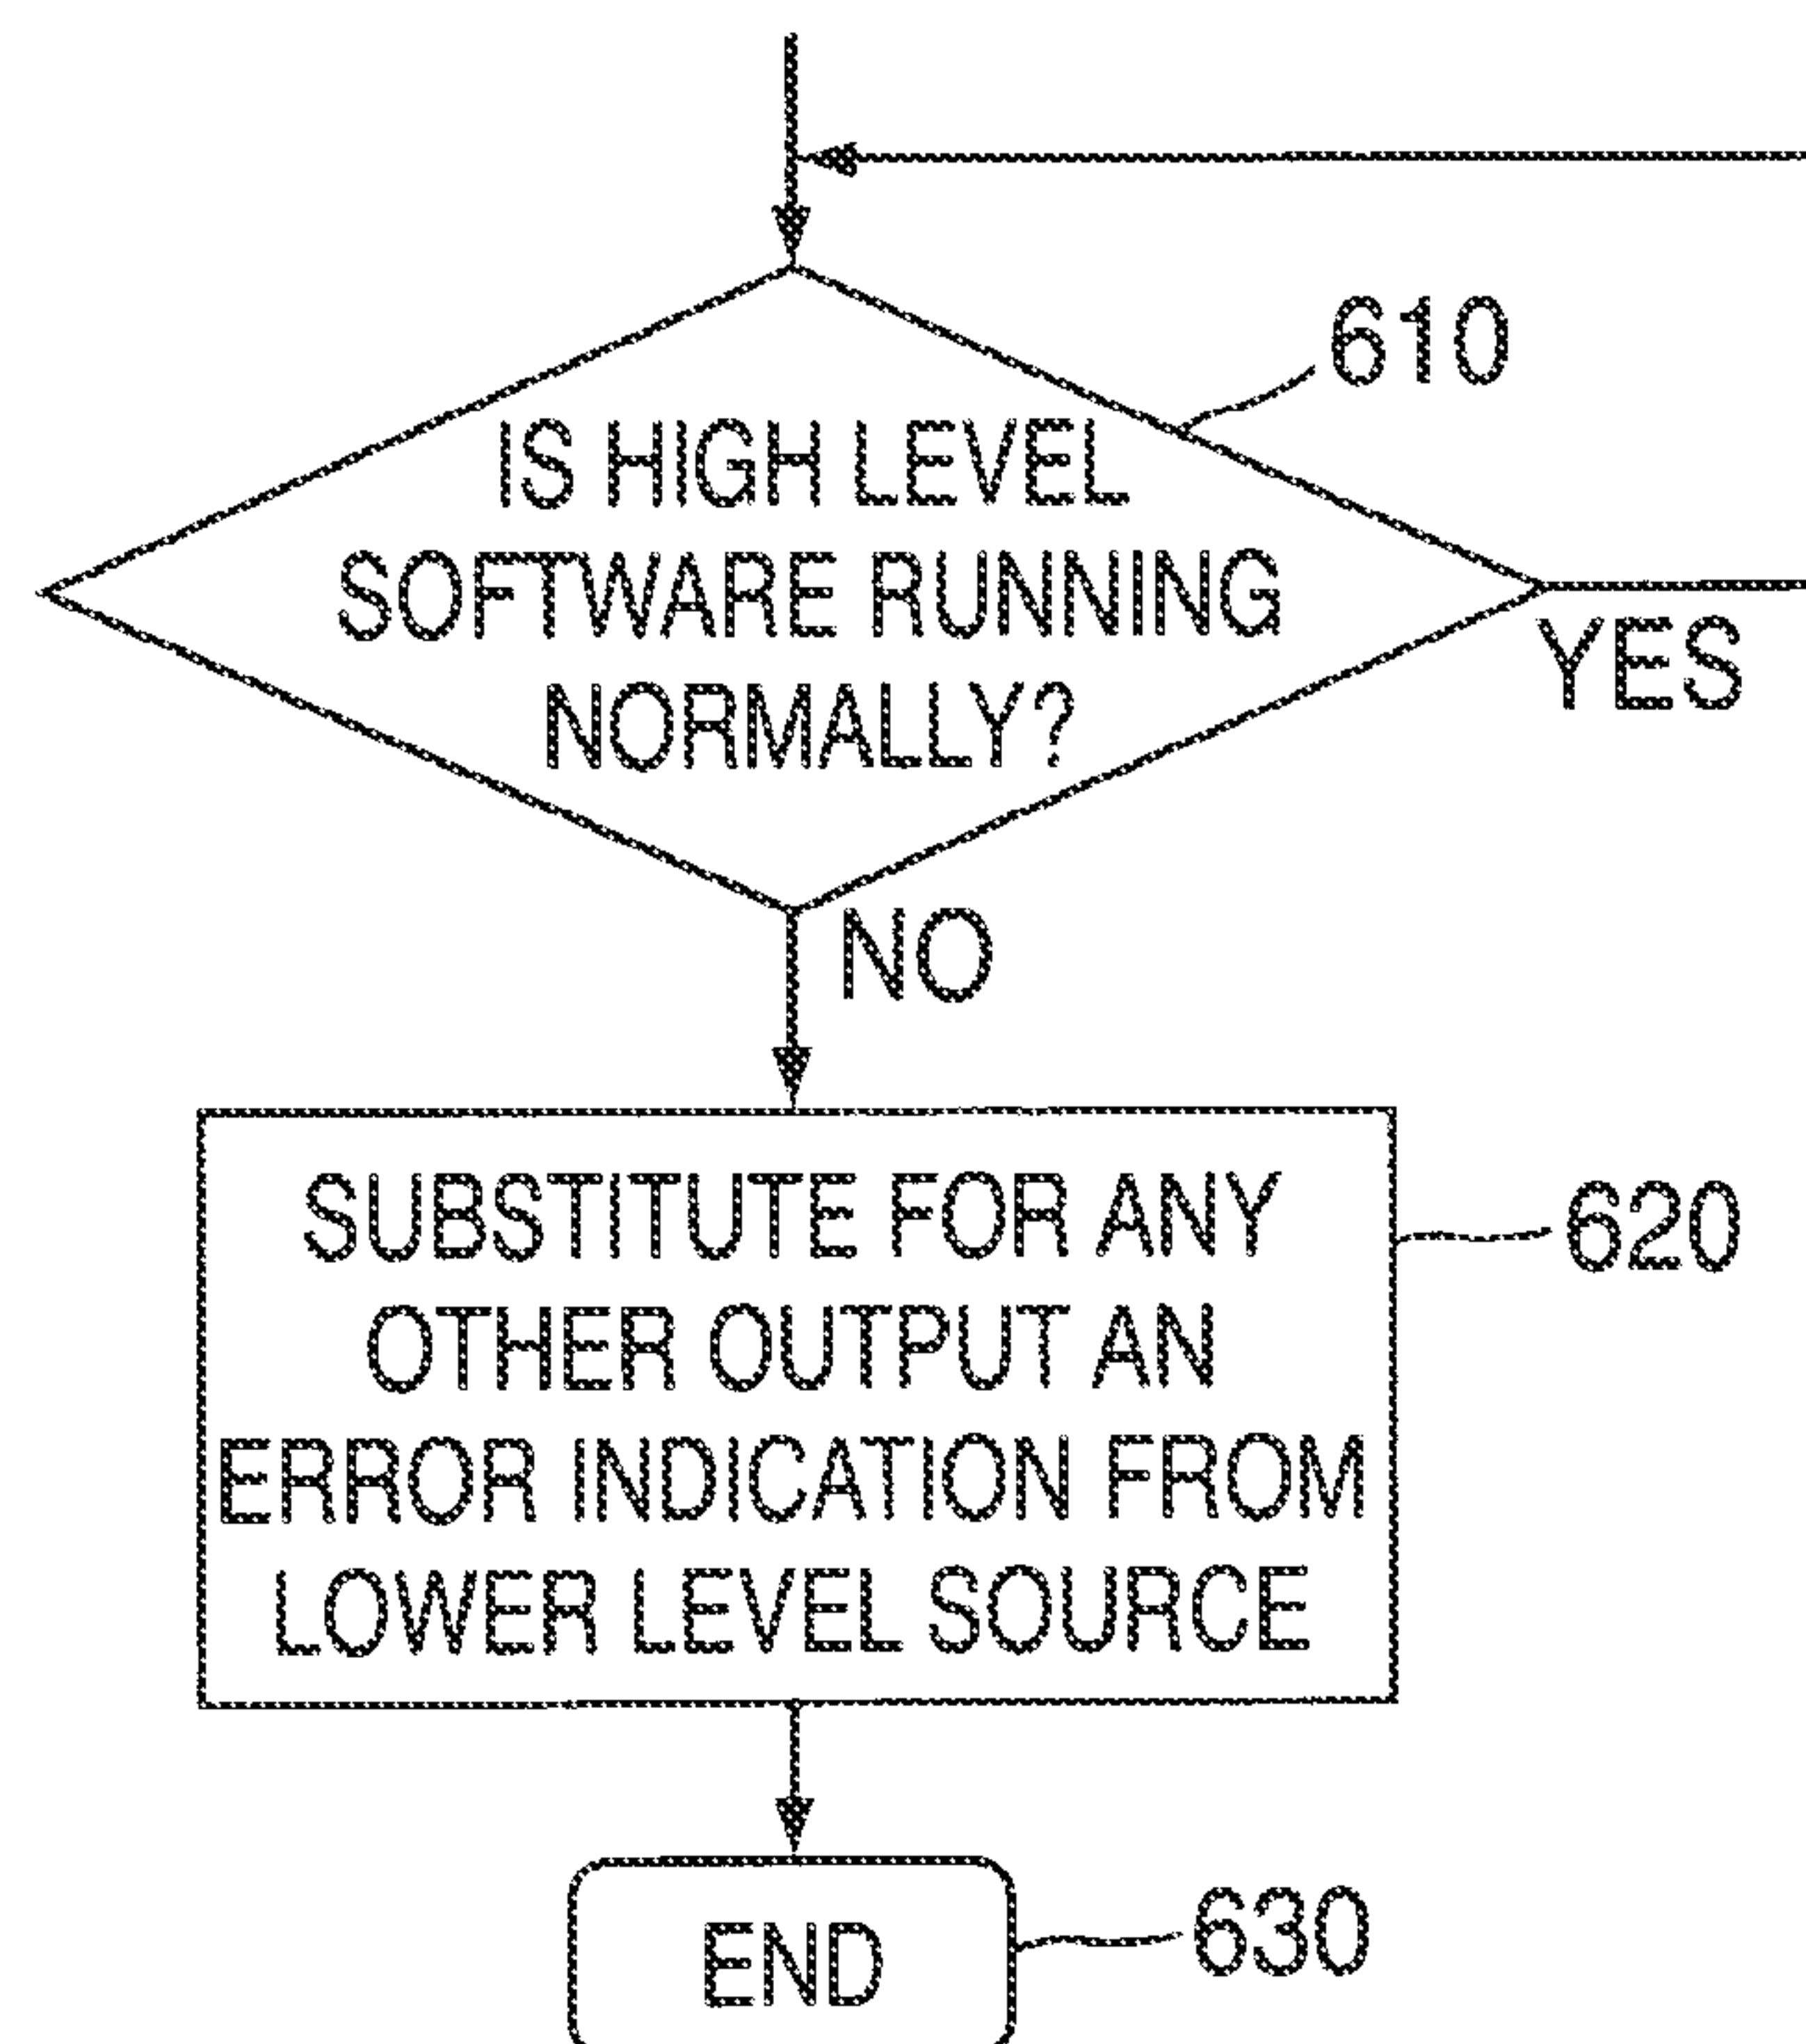 610
IS HIGH LEVEL
SOFTWARE RUNNING
NORMALLY?
YES
NO
SUBSTITUTE FOR ANY
OTHER OUTPUT AN
ERROR INDICATION FROM
LOWER LEVEL SOURCE
620
END
630